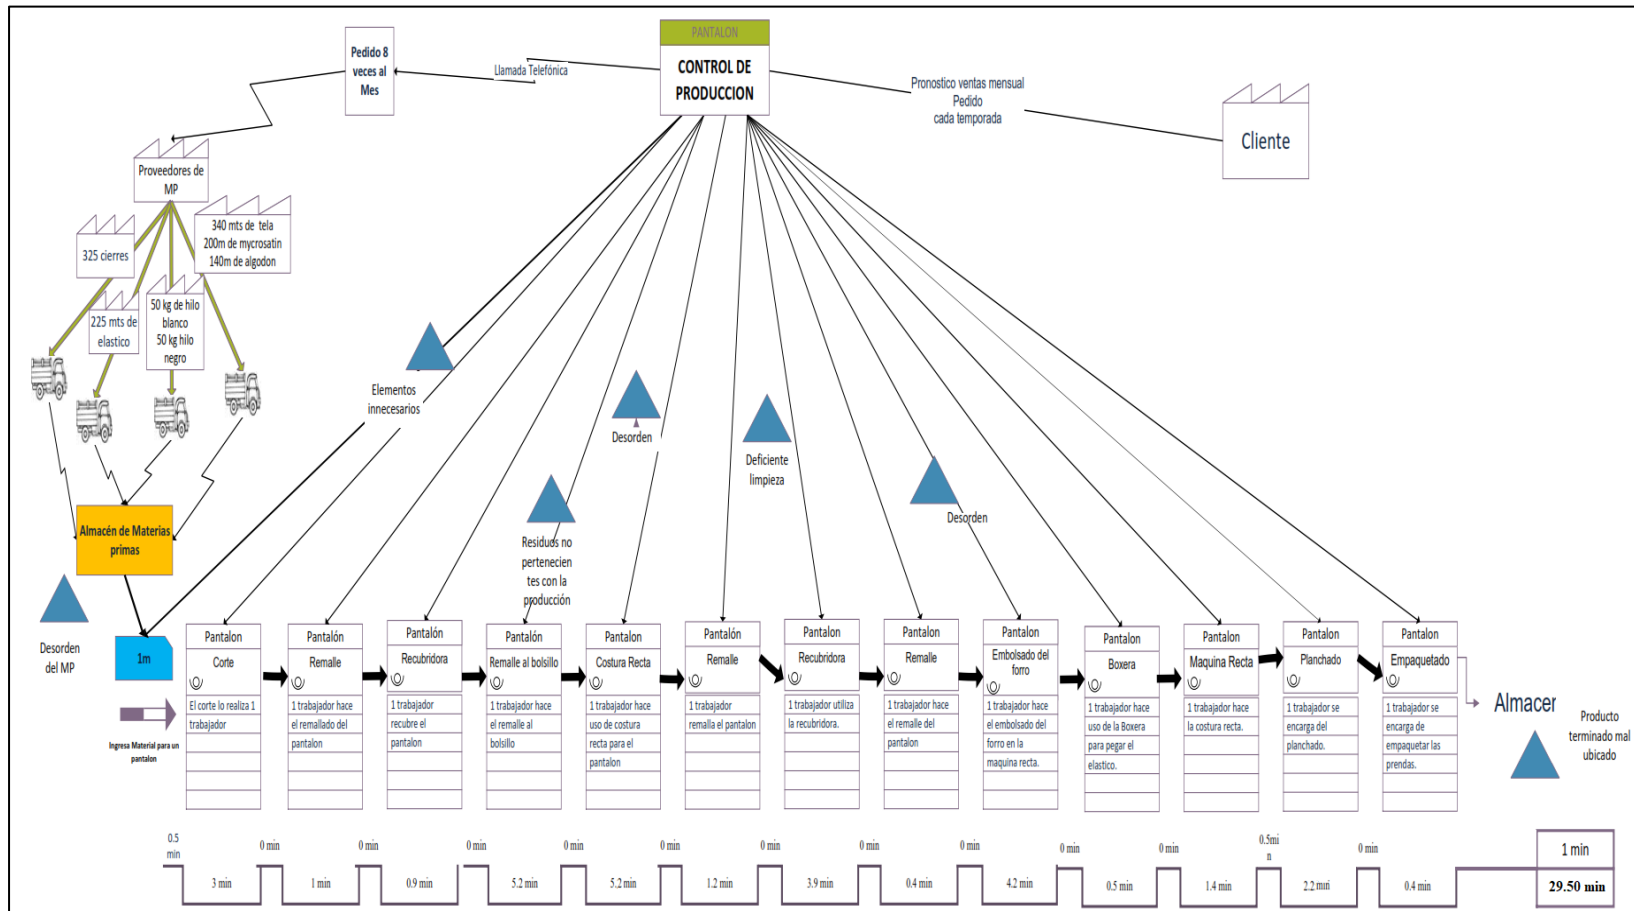 PANTALON
CONTROL DE
PRODUCCION
Pedido 8
veces al
Mes
Llamada Telefónica
Pronostico ventas mensual
Pedido
cada temporada
Cliente
Proveedores de
MP
325 cierres
340 mts de tela
200m de mycrosatin
140m de algodon
225 mts de
elastico
50 kg de hilo
blanco
50 kg hilo
negro
Elementos
innecesarios
Desorden
Deficiente
limpieza
Desorden
Residuos no
pertenecien
tes con la
producción
Almacén de Materias
primas
Desorden
del MP
1m
Ingresa Material para un
pantalon
Pantalon
Corte
El corte lo realiza 1
trabajador
Pantalón
Remalle
1 trabajador hace
el remallado del
pantalon
Pantalón
Recubridora
1 trabajador
recubre el
pantalon
Pantalón
Remalle al bolsillo
1 trabajador hace
el remalle al
bolsillo
Pantalon
Costura Recta
1 trabajador hace
uso de costura
recta para el
pantalon
Pantalón
Remalle
1 trabajador
remalla el pantalon
Pantalon
Recubridora
1 trabajador utiliza
la recubridora.
Pantalon
Remalle
1 trabajador hace
el remalle del
pantalon
Pantalon
Embolsado del
forro
1 trabajador hace
el embolsado del
forro en la
maquina recta.
Pantalon
Boxera
1 trabajador hace
uso de la Boxera
para pegar el
elastico.
Pantalon
Maquina Recta
1 trabajador hace
la costura recta.
Pantalon
Planchado
1 trabajador se
encarga del
planchado.
Pantalon
Empaquetado
1 trabajador se
encarga de
empaquetar las
prendas.
Almacer
Producto
terminado mal
ubicado
0.5
min
0 min
0 min
0 min
0 min
0 min
0 min
0 min
0 min
0 min
0 min
0.5mi
n
0 min
1 min
3 min
1 min
0.9 min
5.2 min
5.2 min
1.2 min
3.9 min
0.4 min
4.2 min
0.5 min
1.4 min
2.2 min
0.4 min
29.50 min